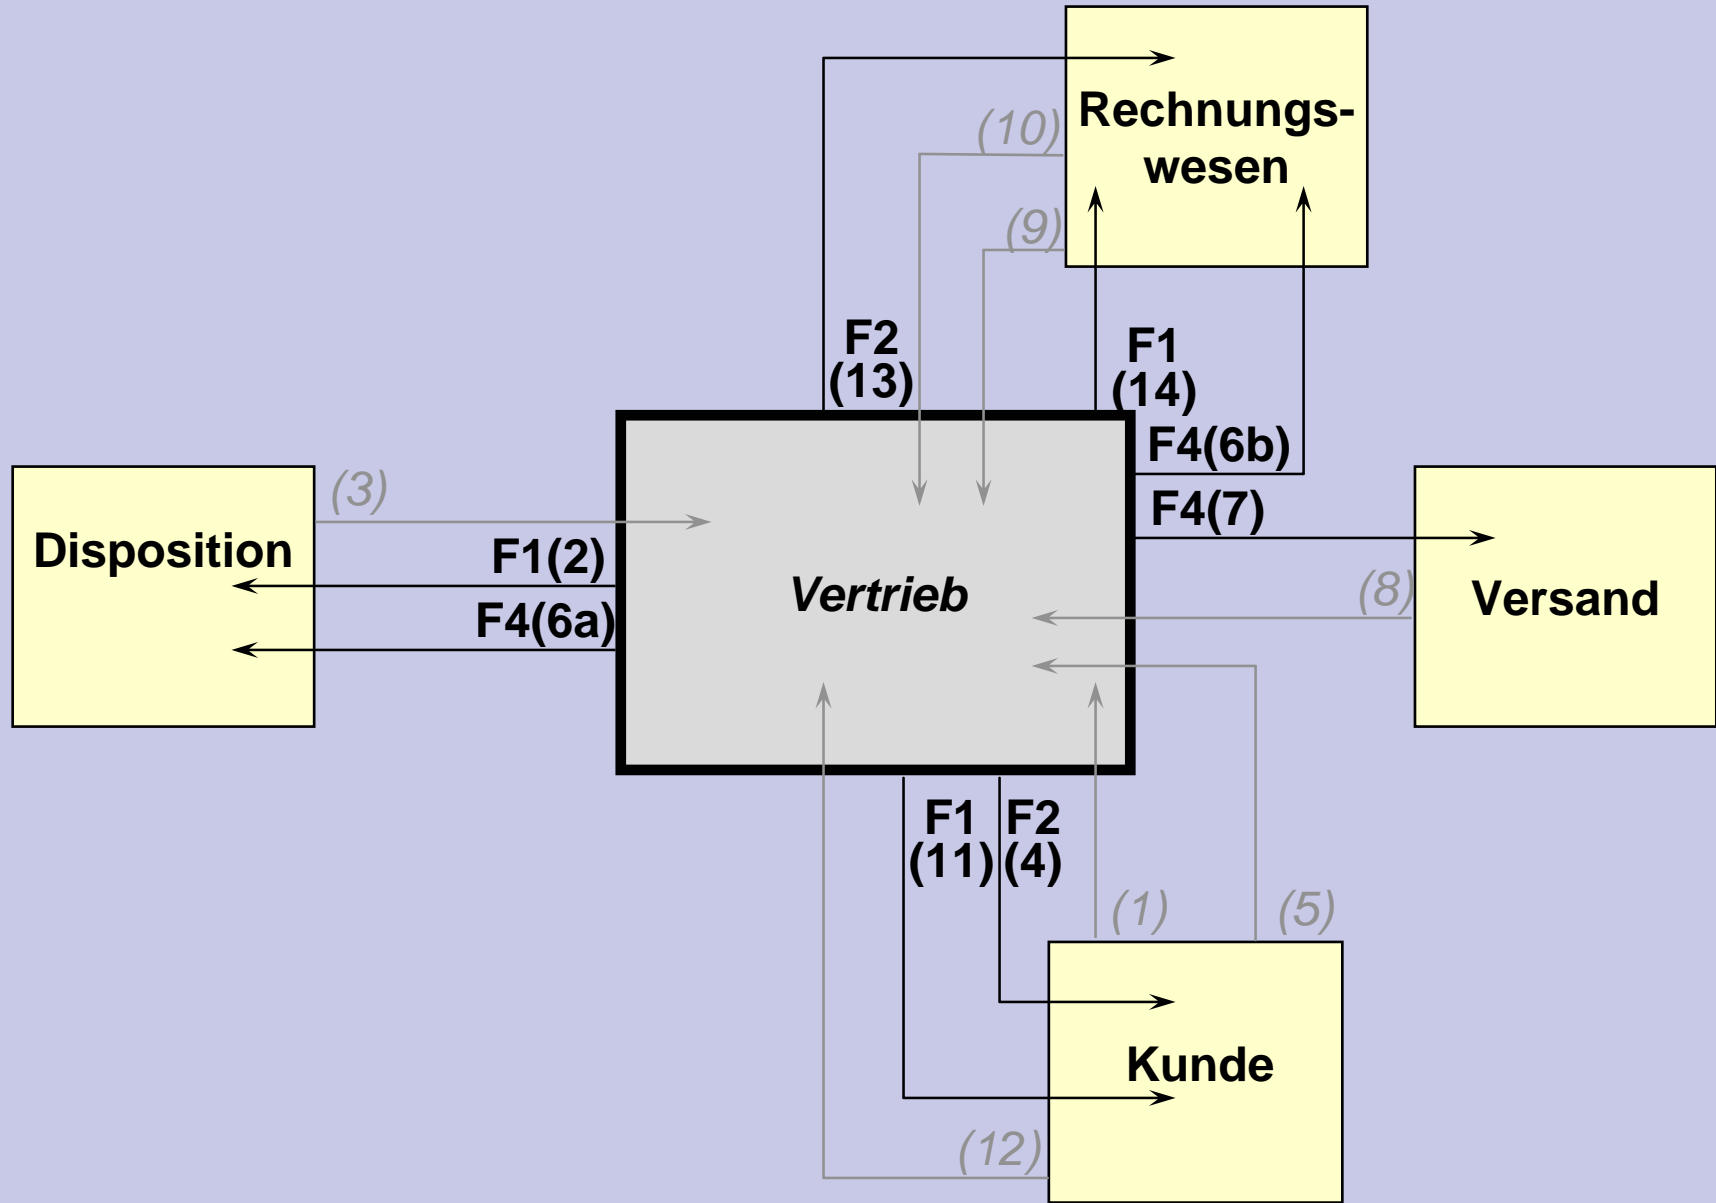 Rechnungs-
wesen
(10)
(9)
F2
(13)
F1
(14)
F4(6b)
F4(7)
(3)
Disposition
F1(2)
F4(6a)
Vertrieb
(8)
Versand
F1
(11)
F2
(4)
(1)
(5)
Kunde
(12)